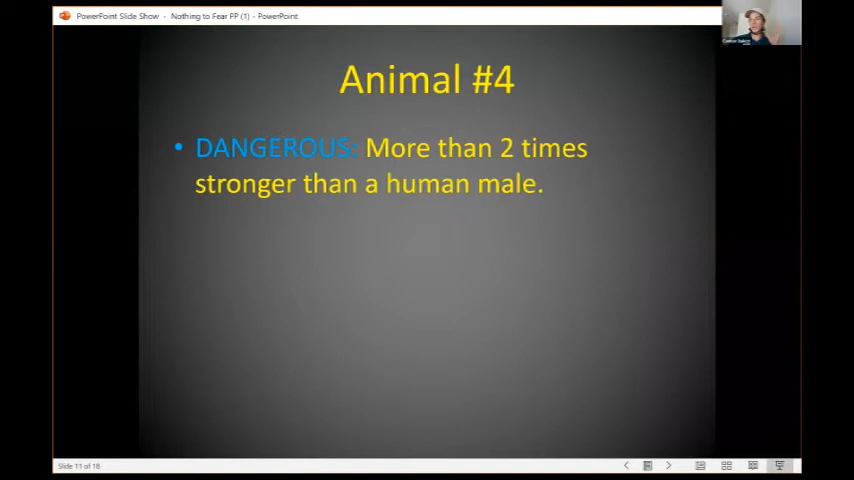 PowerPoint Slide Show - Nothing to Fear PP (1) - PowerPoint
Animal #4
• DANGEROUS: More than 2 times
stronger than a human male.
Slide 11 of 18